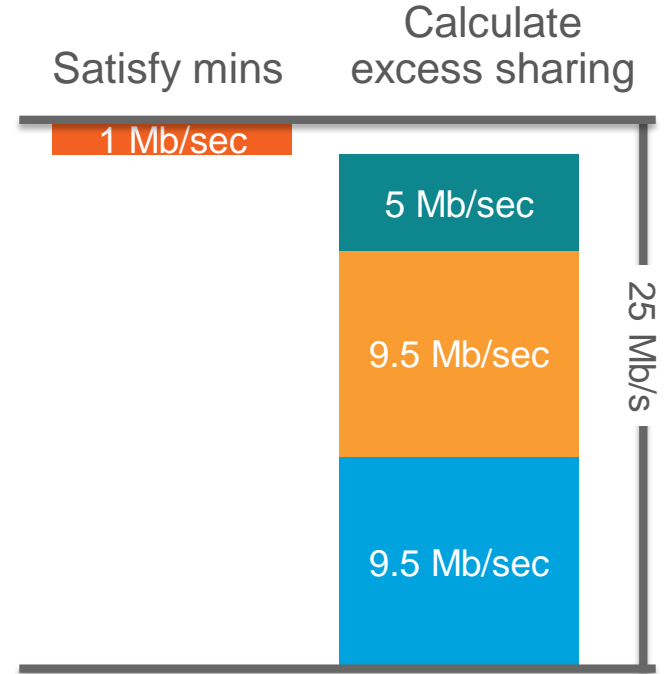 Satisfy mins
Calculate
excess sharing
1 Mb/sec
5 Mb/sec
9.5 Mb/sec
9.5 Mb/sec
25 Mb/s